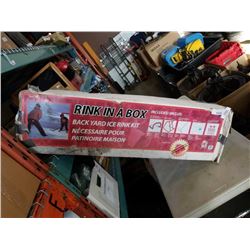 RINK IN A BOX
BACK YARD ICE RINK KIT
NÉCESSAIRE POUR
PATINOIRE MAISON